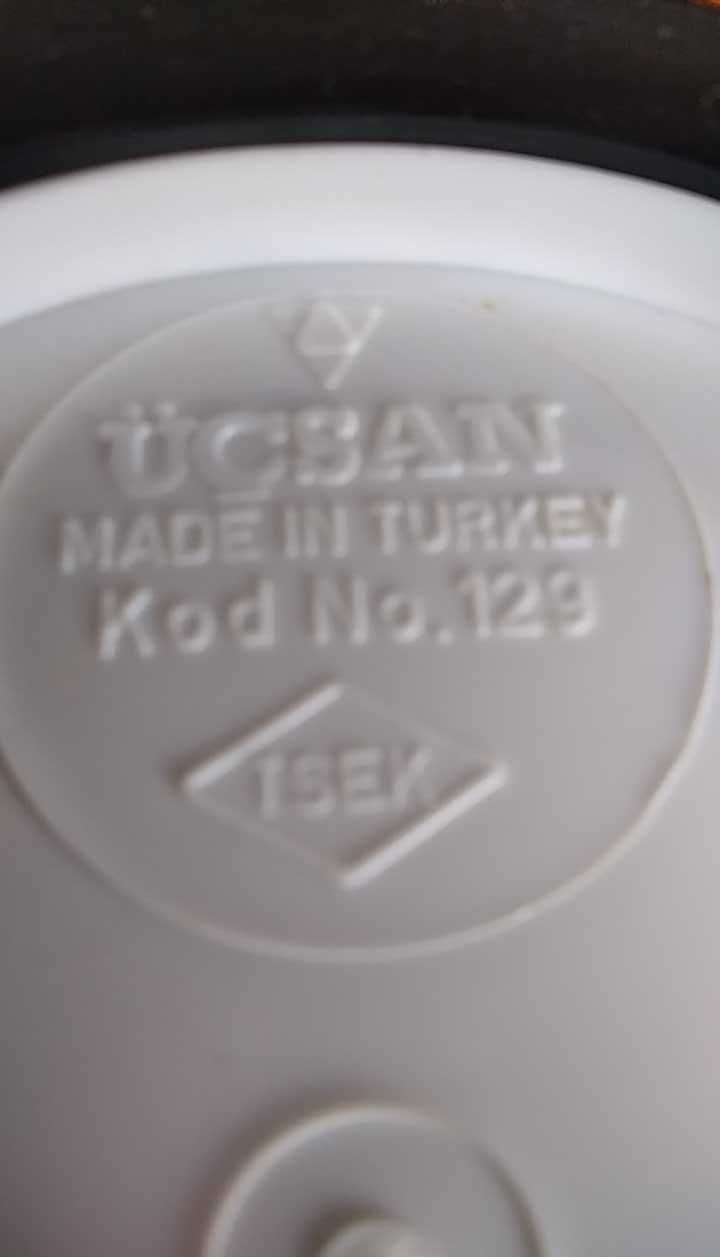 ÜÇSAN
MADE IN TURKEY
Kod No.129
TSEK